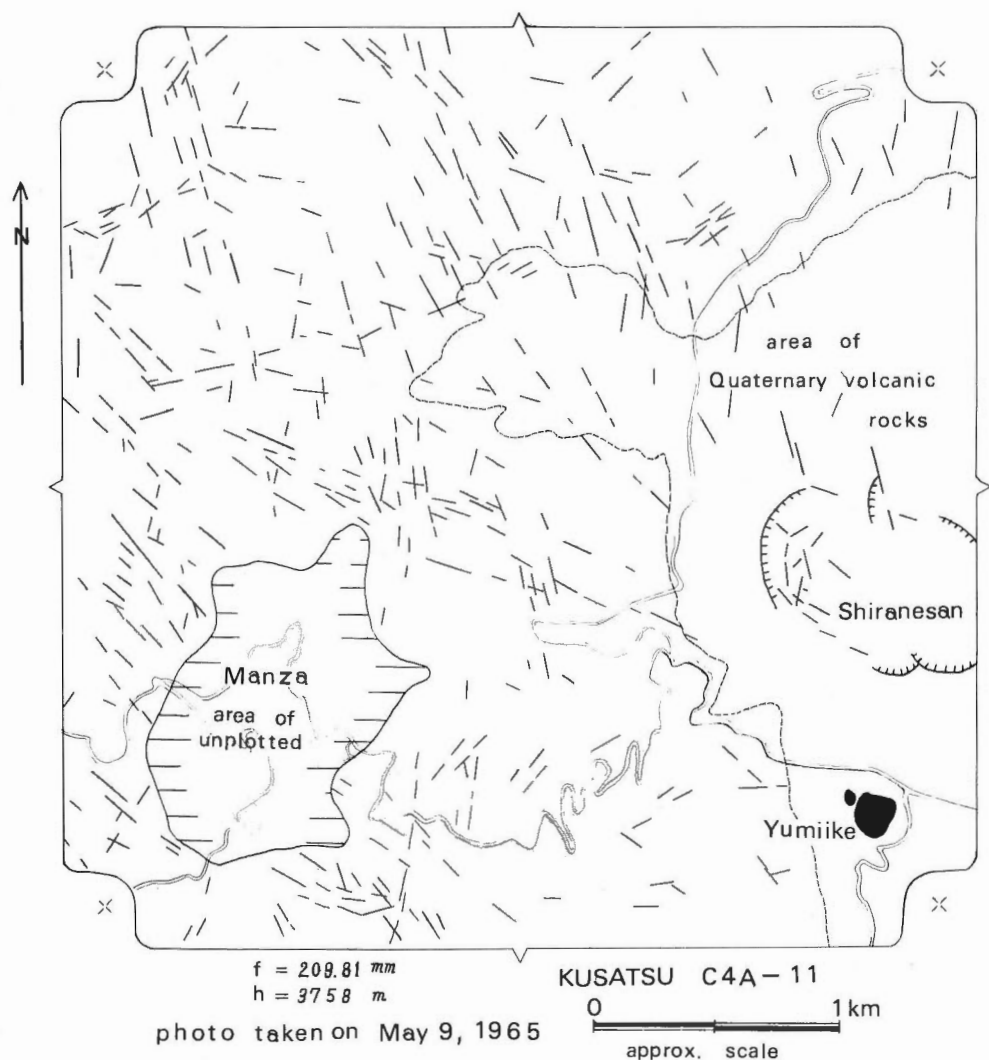 N
area of
Quaternary volcanic
rocks
Shiranesan
Manza
area of
unplotted
Yumiike
f = 209.81 mm
h = 3758 m
KUSATSU C4A-11
0 1km
photo taken on May 9, 1965
approx. scale